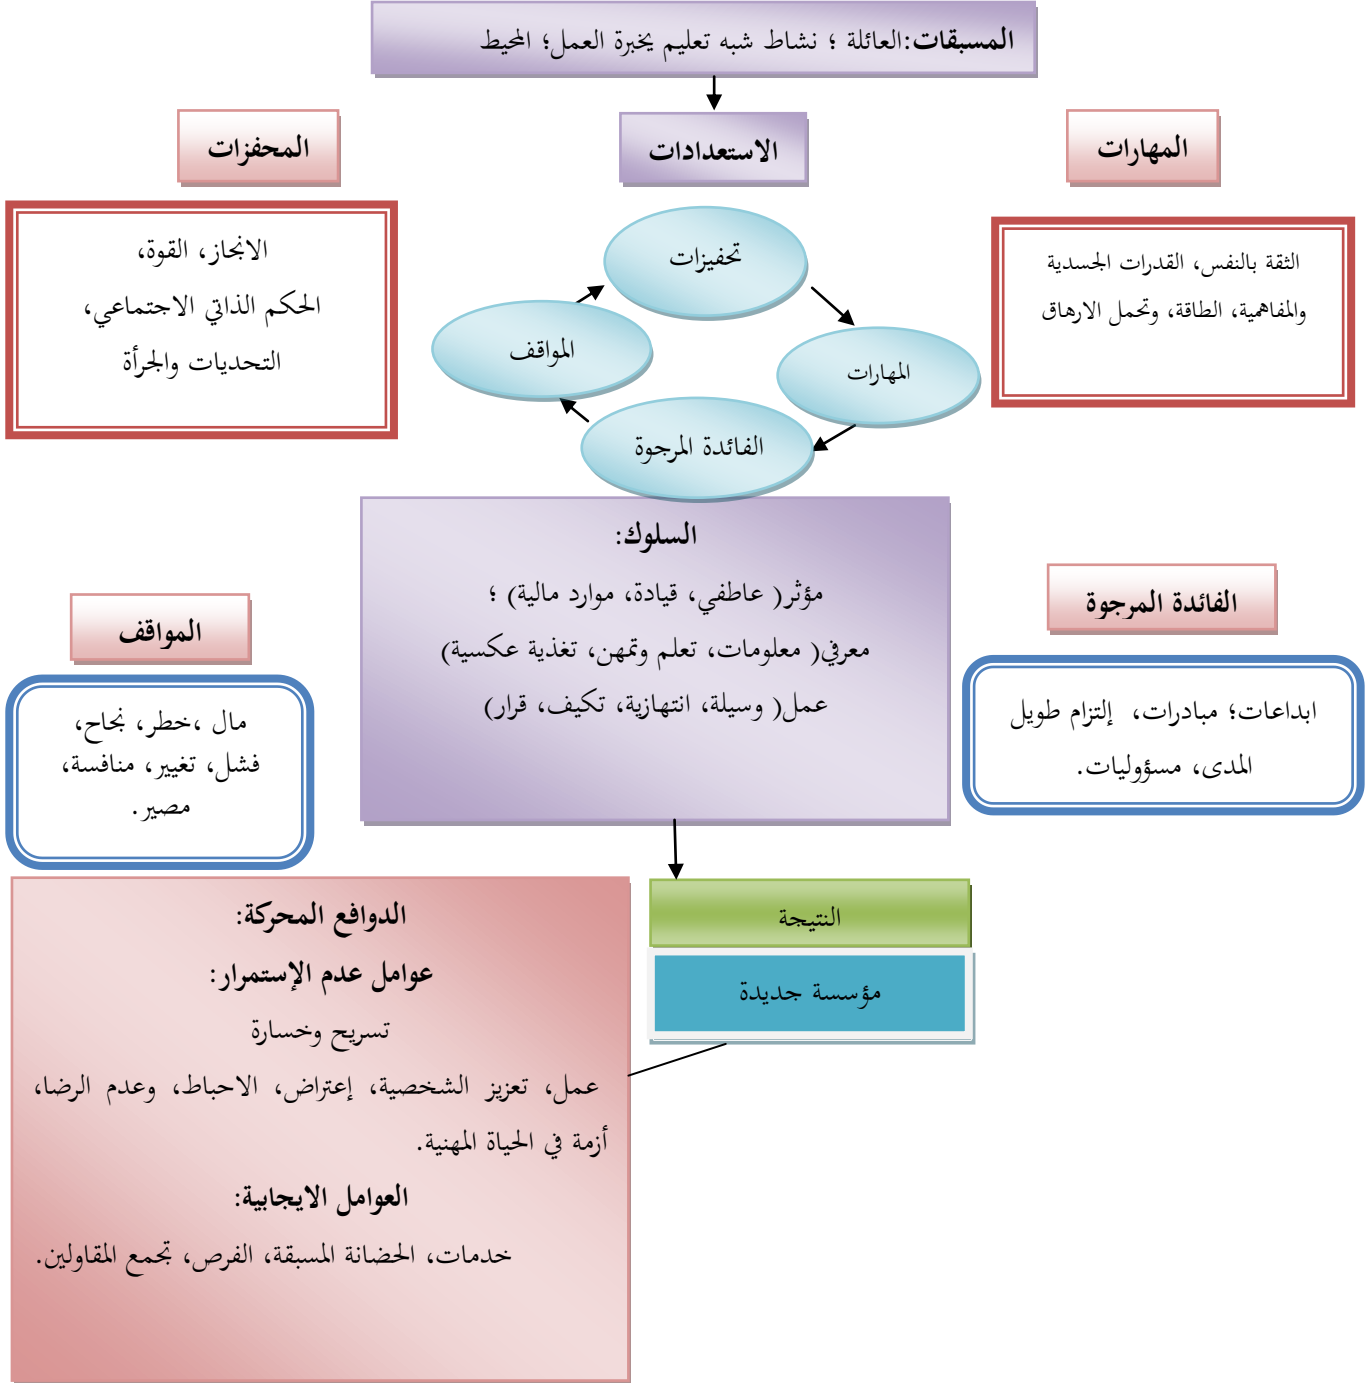 المسبقات:العائلة ؛ نشاط شبه تعليم يخبرة العمل؛ المحيط
المهارات
الاستعدادات
المحفزات
الثقة بالنفس، القدرات الجسدية
والمفاهمية، الطاقة، وتحمل الارهاق
تحفيزات
المهارات
المواقف
الفائدة المرجوة
الانجاز، القوة،
الحكم الذاتي الاجتماعي،
التحديات والجرأة
السلوك:
مؤثر( عاطفي، قيادة، موارد مالية) ؛
معرفي( معلومات، تعلم وتمهن، تغذية عكسية)
عمل( وسيلة، انتهازية، تكيف، قرار)
الفائدة المرجوة
ابداعات؛ مبادرات، إلتزام طويل
المدى، مسؤوليات.
المواقف
مال ،خطر، نجاح،
فشل، تغيير، منافسة،
مصير.
النتيجة
مؤسسة جديدة
الدوافع المحركة:
عوامل عدم الإستمرار:
تسريح وخسارة
عمل، تعزيز الشخصية، إعتراض، الاحباط، وعدم الرضا،
أزمة في الحياة المهنية.
العوامل الايجابية:
خدمات، الحضانة المسبقة، الفرص، تجمع المقاولين.